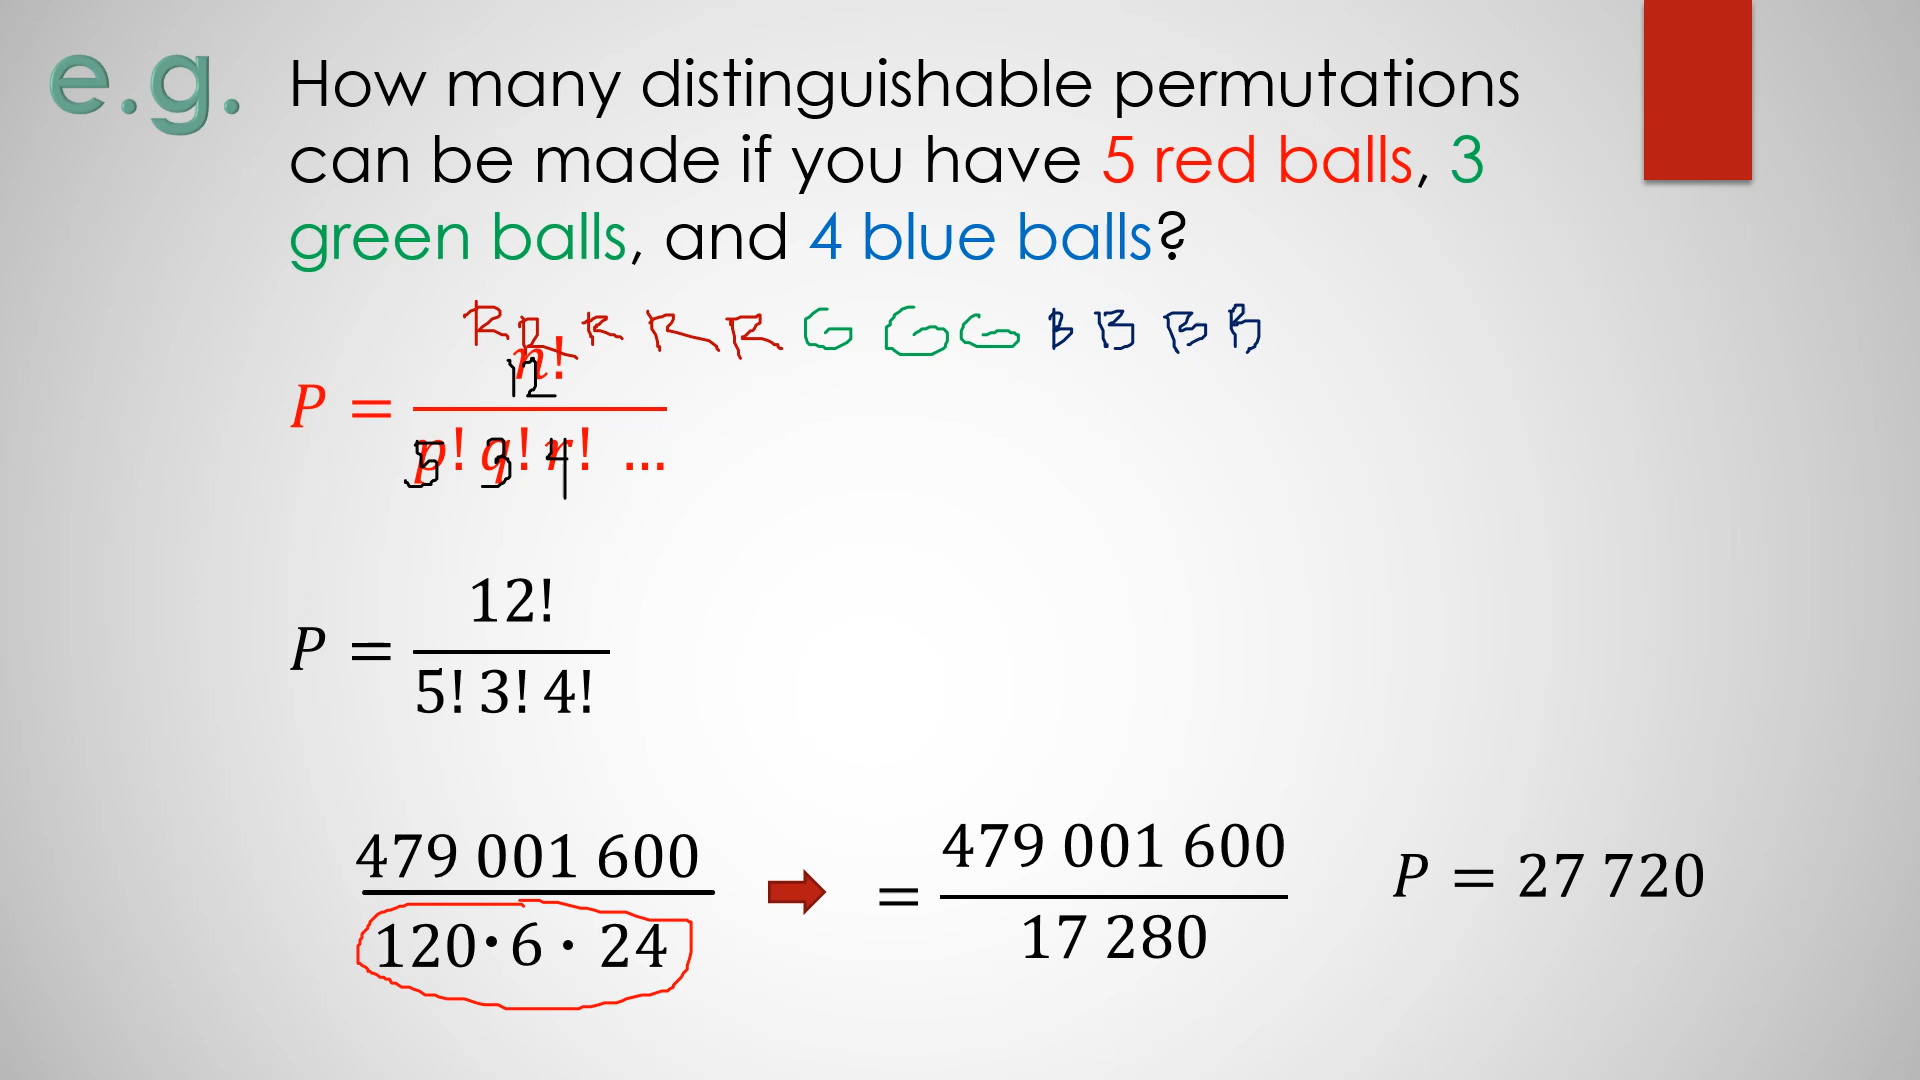 e.g. How many distinguishable permutations
can be made if you have 5 red balls, 3
green balls, and 4 blue balls?
R R R R R G G G B B B B
P = n! / p! q! r! ...
12
5 3 4
P = 12! / 5! 3! 4!
479 001 600 / 120 · 6 · 24
= 479 001 600 / 17 280
P = 27 720